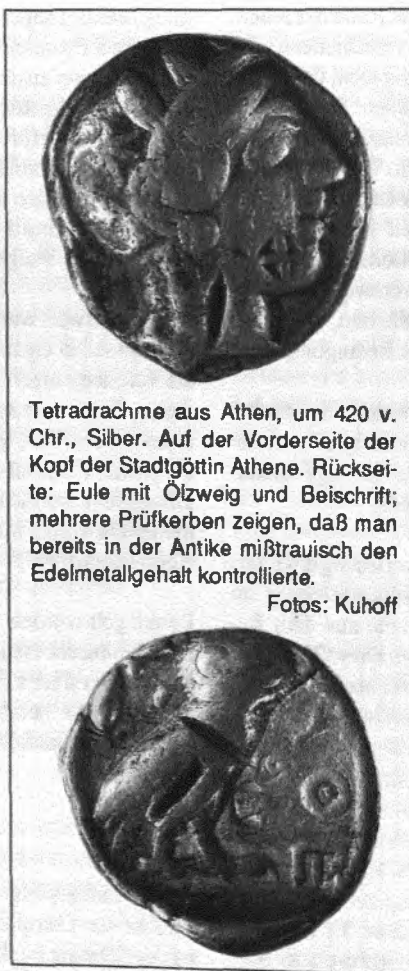 Tetradrachme aus Athen, um 420 v.
Chr., Silber. Auf der Vorderseite der
Kopf der Stadtgöttin Athene. Rücksei-
te: Eule mit Ölzweig und Beischrift;
mehrere Prüfkerben zeigen, daß man
bereits in der Antike mißtrauisch den
Edelmetallgehalt kontrollierte.
Fotos: Kuhoff